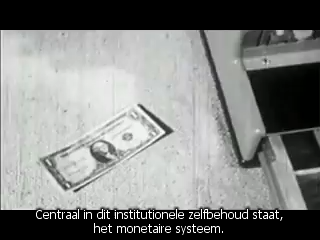 Centraal in dit institutionele zelfbehoud staat,
het monetaire systeem.